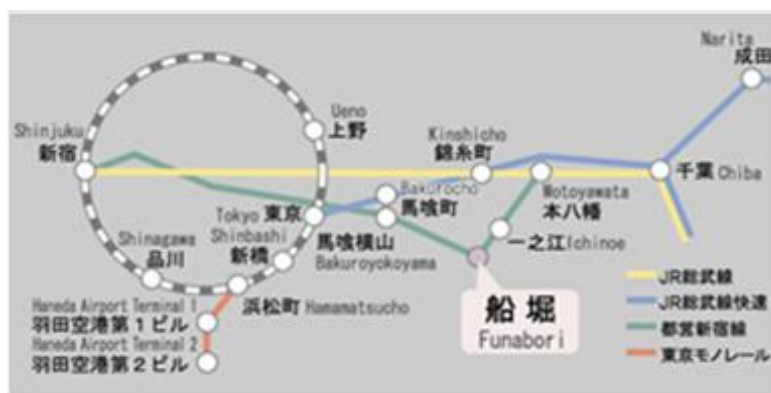 Narita
成田
Ueno
上野
Shinjuku
新宿
Kinshicho
錦糸町
千葉 Chiba
Bakurocho
馬喰町
Motoyawata
本八幡
Tokyo 東京
Shinbashi
新橋
馬喰横山
Bakuroyokoyama
一之江 Ichinoe
Shinagawa
品川
浜松町 Hamamatsucho
Haneda Airport Terminal 1
羽田空港第1ビル
Haneda Airport Terminal 2
羽田空港第2ビル
船堀
Funabori
JR総武線
JR総武線快速
都営新宿線
東京モノレール